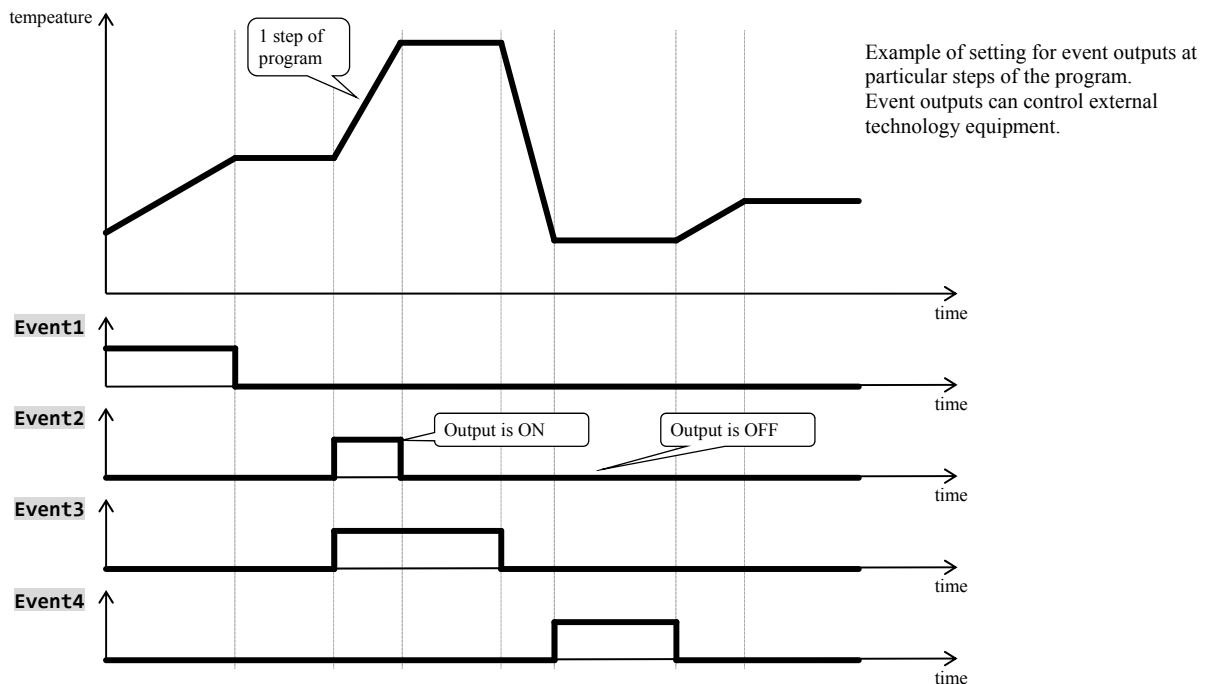 tempeature
1 step of
program
Example of setting for event outputs at
particular steps of the program.
Event outputs can control external
technology equipment.
time
Event1
time
Event2
Output is ON
Output is OFF
time
Event3
time
Event4
time